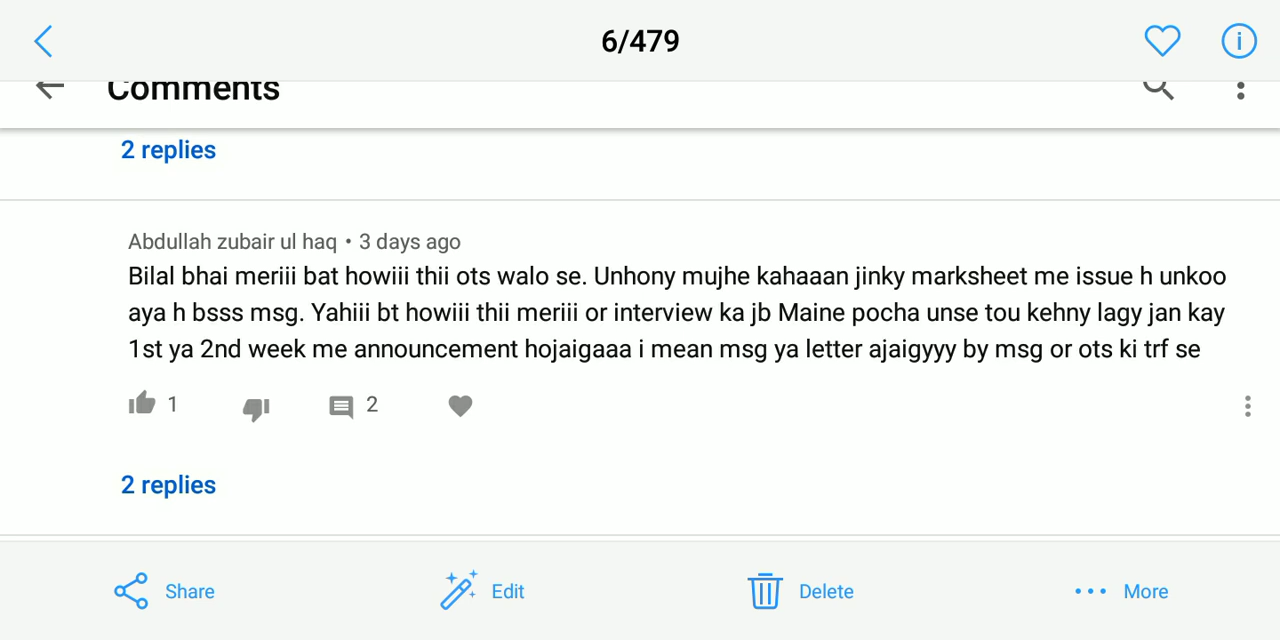 6/479
Comments
2 replies
Abdullah zubair ul haq • 3 days ago
Bilal bhai meriii bat howiii thii ots walo se. Unhony mujhe kahaaan jinky marksheet me issue h unkoo
aya h bsss msg. Yahiii bt howiii thii meriii or interview ka jb Maine pocha unse tou kehny lagy jan kay
1st ya 2nd week me announcement hojaigaaa i mean msg ya letter ajaigyyy by msg or ots ki trf se
1 2
2 replies
Share Edit Delete More